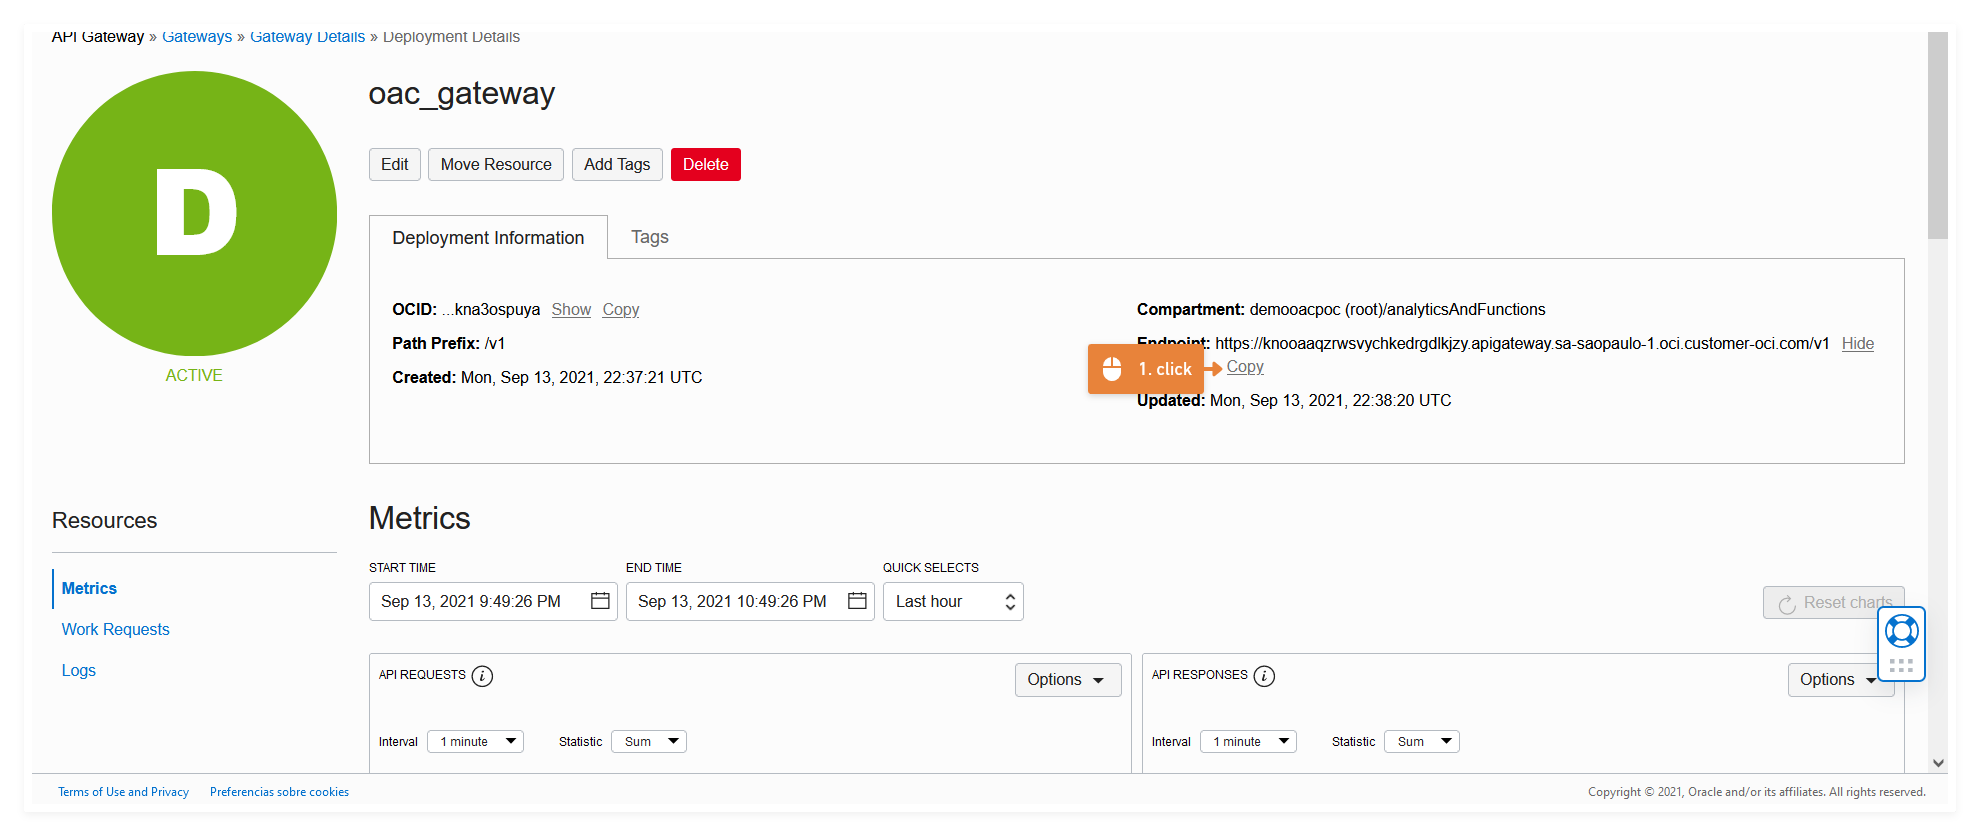 API Gateway » Gateways » Gateway Details » Deployment Details
D
ACTIVE
oac_gateway
Edit Move Resource Add Tags Delete
Deployment Information Tags
OCID: ...kna3ospuya Show Copy
Path Prefix: /v1
Created: Mon, Sep 13, 2021, 22:37:21 UTC
Compartment: demooacpoc (root)/analyticsAndFunctions
Endpoint: https://knooaaqzrwsvychkedrgdlkjzy.apigateway.sa-saopaulo-1.oci.customer-oci.com/v1 Hide
1. click Copy
Updated: Mon, Sep 13, 2021, 22:38:20 UTC
Resources
Metrics
Work Requests
Logs
Metrics
START TIME END TIME QUICK SELECTS
Sep 13, 2021 9:49:26 PM Sep 13, 2021 10:49:26 PM Last hour
Reset charts
API REQUESTS i Options
Interval 1 minute Statistic Sum
API RESPONSES i Options
Interval 1 minute Statistic Sum
Terms of Use and Privacy Preferencias sobre cookies
Copyright © 2021, Oracle and/or its affiliates. All rights reserved.